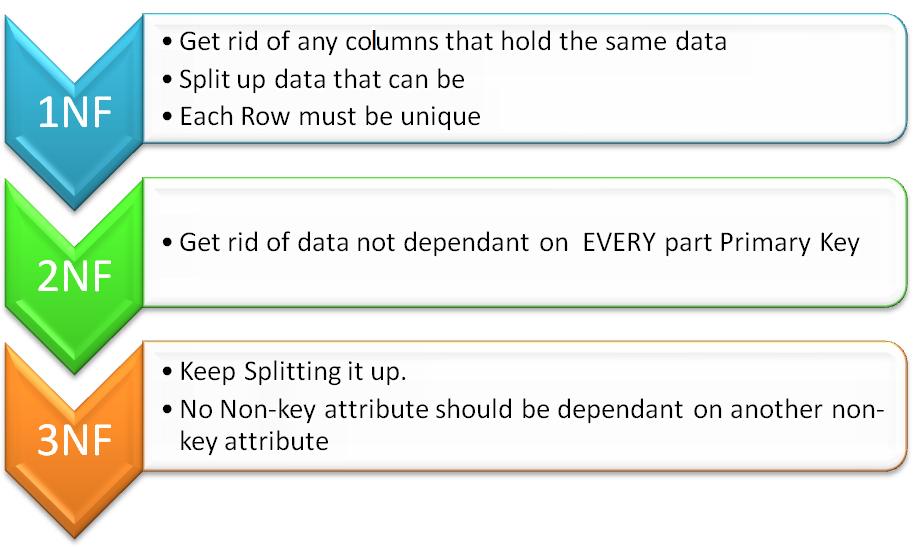 1NF
• Get rid of any columns that hold the same data
• Split up data that can be
• Each Row must be unique
2NF
• Get rid of data not dependant on  EVERY part Primary Key
3NF
• Keep Splitting it up.
• No Non-key attribute should be dependant on another non-
key attribute